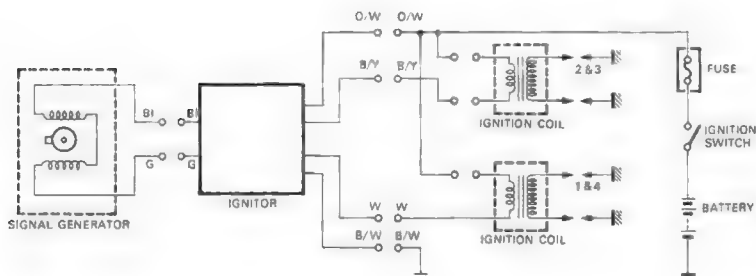 O/W O/W
B/Y B/Y
2 & 3
FUSE
Bl Bl
IGNITION COIL
IGNITION
SWITCH
G G
IGNITOR
1 & 4
W W
BATTERY
SIGNAL GENERATOR
B/W B/W
IGNITION COIL